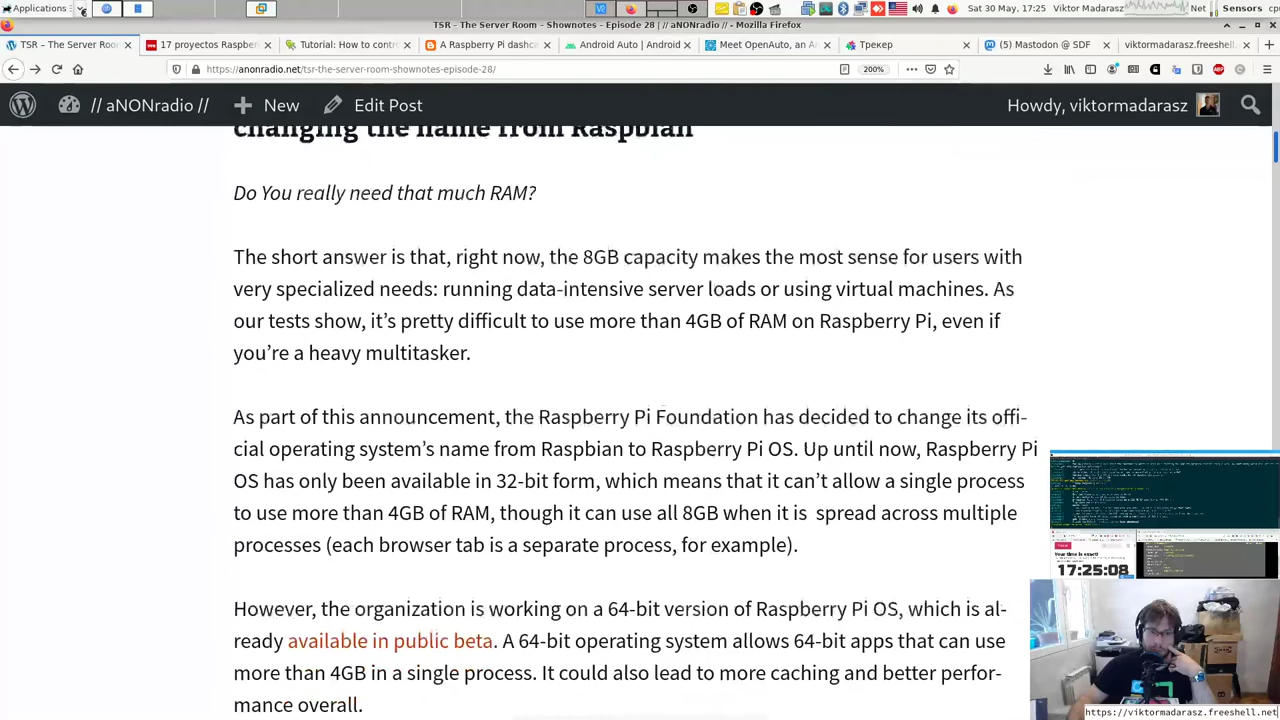 Applications
Sat 30 May, 17:25
Viktor Madarasz
Net
Sensors
TSR – The Server Room – Shownotes – Episode 28 | // aNONradio // - Mozilla Firefox
TSR – The Server Roo
17 proyectos Raspber
Tutorial: How to contr
A Raspberry Pi dashca
Android Auto | Android
Meet OpenAuto, an A
Трекер
(5) Mastodon @ SDF
viktormadarasz.freeshell.
https://anonradio.net/tsr-the-server-room-shownotes-episode-28/
200%
// aNONradio //
New
Edit Post
Howdy, viktormadarasz
changing the name from Raspbian
Do You really need that much RAM?
The short answer is that, right now, the 8GB capacity makes the most sense for users with
very specialized needs: running data-intensive server loads or using virtual machines. As
our tests show, it’s pretty difficult to use more than 4GB of RAM on Raspberry Pi, even if
you’re a heavy multitasker.
As part of this announcement, the Raspberry Pi Foundation has decided to change its offi-
cial operating system’s name from Raspbian to Raspberry Pi OS. Up until now, Raspberry Pi
OS has only been available in 32-bit form, which means that it can’t allow a single process
to use more than 4GB of RAM, though it can use all 8GB when it is spread across multiple
processes (each browser tab is a separate process, for example).
However, the organization is working on a 64-bit version of Raspberry Pi OS, which is al-
ready available in public beta. A 64-bit operating system allows 64-bit apps that can use
more than 4GB in a single process. It could also lead to more caching and better perfor-
mance overall.
Your time is exact!
17:25:08
https://viktormadarasz.freeshell.net